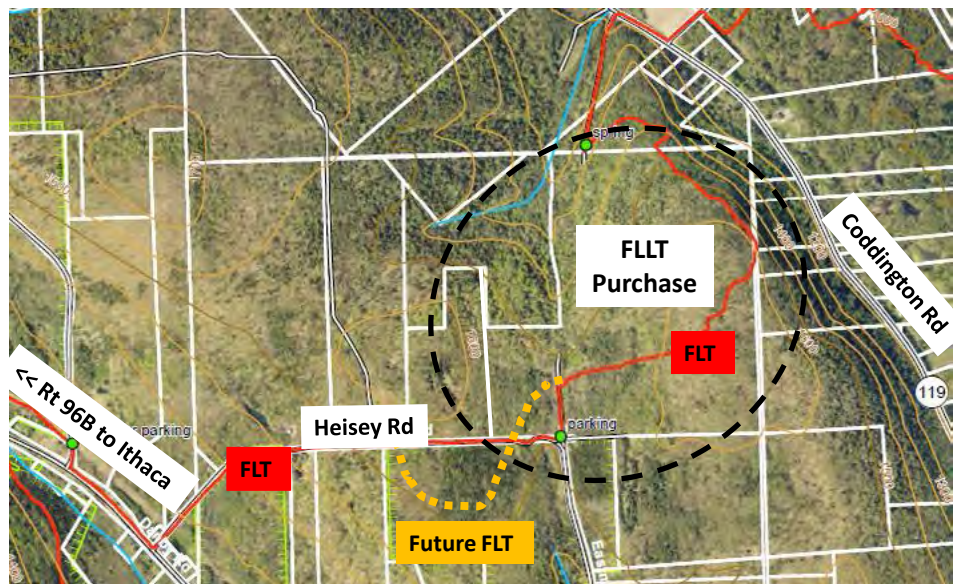 spring
FLLT
Purchase
Coddington Rd
FLT
119
<< Rt 96B to Ithaca
parking
Heisey Rd
parking
FLT
Future FLT